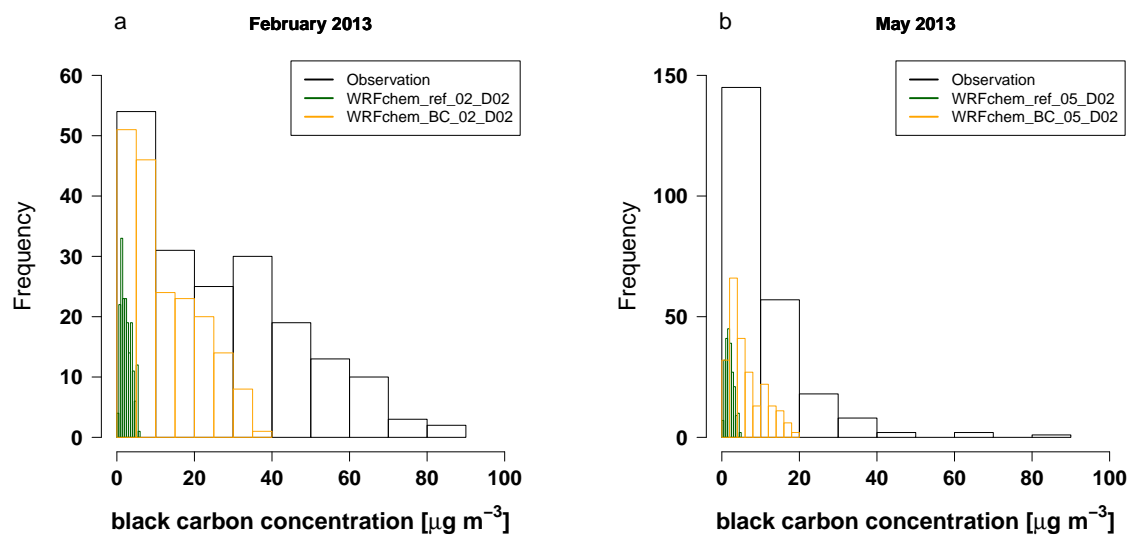 a
February 2013
Observation
WRFchem_ref_02_D02
WRFchem_BC_02_D02
Frequency
60
50
40
30
20
10
0
0 20 40 60 80 100
black carbon concentration [μg m−3]
b
May 2013
Observation
WRFchem_ref_05_D02
WRFchem_BC_05_D02
Frequency
150
100
50
0
0 20 40 60 80 100
black carbon concentration [μg m−3]